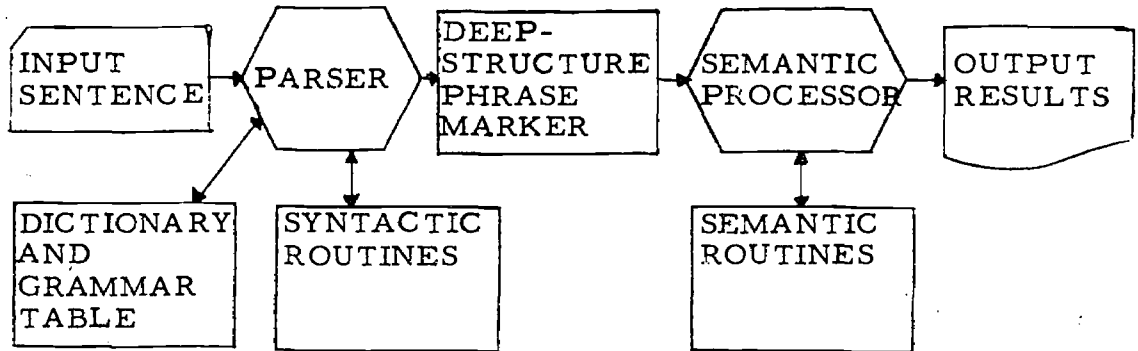 INPUT
SENTENCE
PARSER
DEEP-
STRUCTURE
PHRASE
MARKER
SEMANTIC
PROCESSOR
OUTPUT
RESULTS
DICTIONARY
AND
GRAMMAR
TABLE
SYNTACTIC
ROUTINES
SEMANTIC
ROUTINES